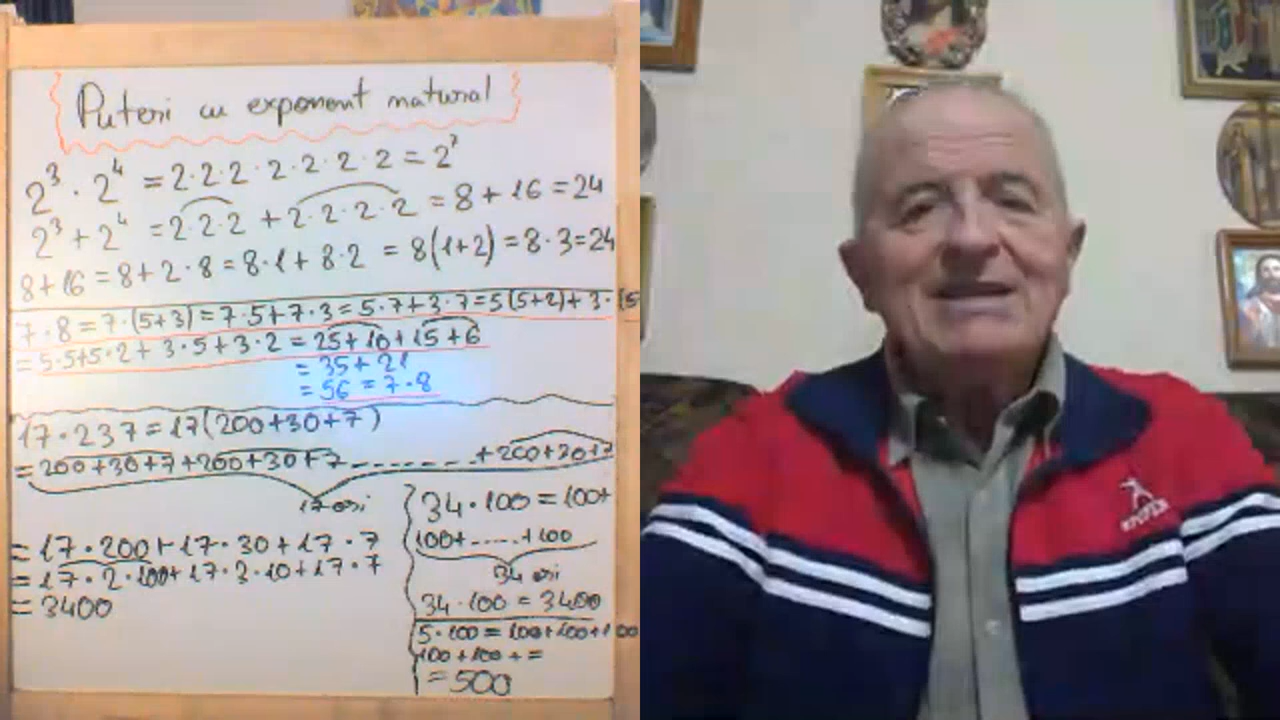 Puteri cu exponent natural
2³ · 2⁴ = 2·2·2·2·2·2·2 = 2⁷
2³ + 2⁴ = 2·2·2 + 2·2·2·2 = 8 + 16 = 24
8 + 16 = 8 + 2·8 = 8·1 + 8·2 = 8(1+2) = 8·3 = 24
7·8 = 7·(5+3) = 7·5 + 7·3 = 5·7 + 3·7 = 5(5+2) + 3·(5
= 5·5+5·2 + 3·5 + 3·2 = 25 + 10 + 15 + 6
= 35 + 21
= 56 = 7·8
17·237 = 17(200+30+7)
= 200+30+7+200+30+7 ------- +200+30+7
17 ori
= 17·200 + 17·30 + 17·7
= 17·2·100 + 17·3·10 + 17·7
= 3400
34·100 = 100+
100+ ..... +100
34 ori
34·100 = 3400
5·100 = 100+100+100
100+100 + =
= 500